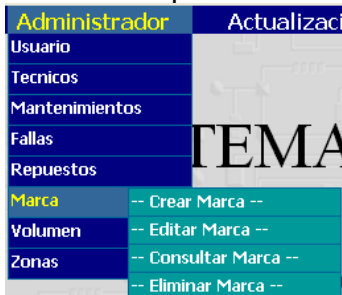 Administrador Actualizaci
Usuario
Tecnicos
Mantenimientos
Fallas
TEMA
Repuestos
Marca -- Crear Marca --
Volumen -- Editar Marca --
Zonas -- Consultar Marca --
-- Eliminar Marca --